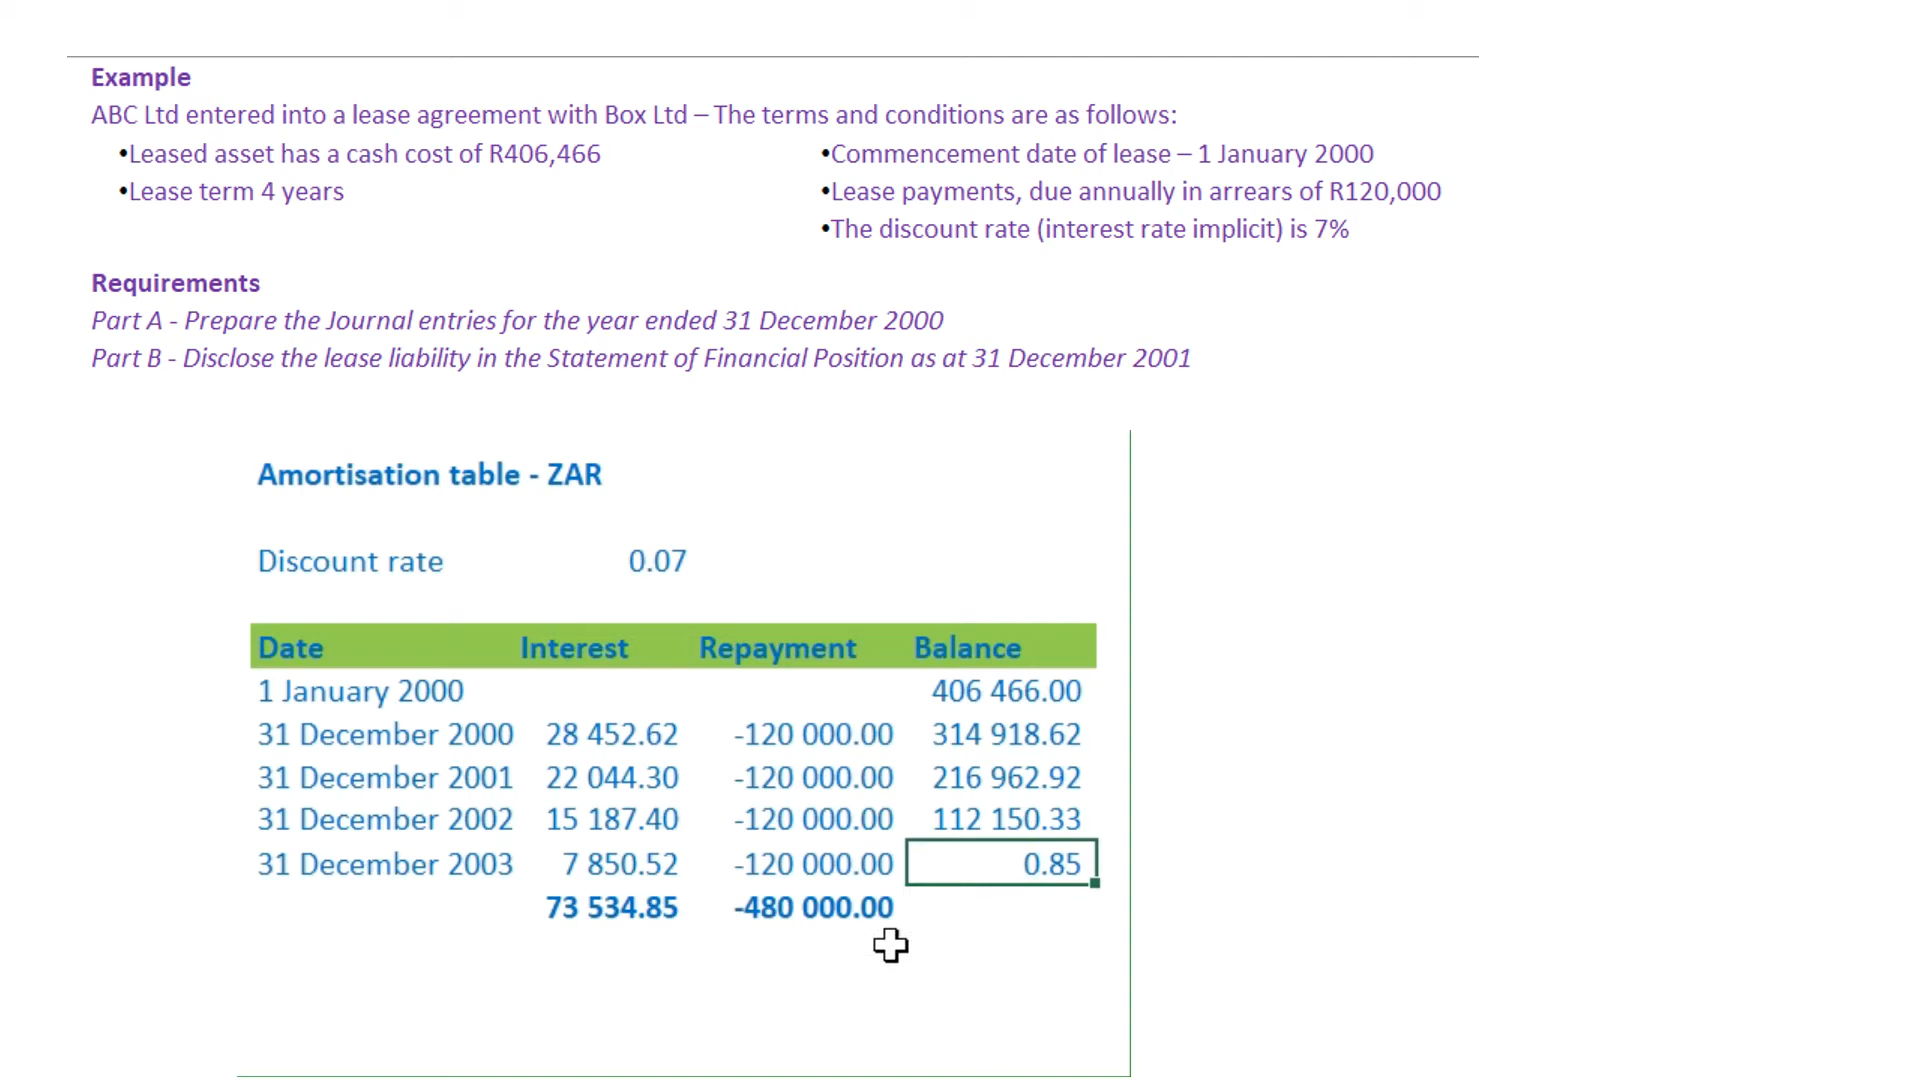 Example
ABC Ltd entered into a lease agreement with Box Ltd – The terms and conditions are as follows:
•Leased asset has a cash cost of R406,466
•Lease term 4 years
•Commencement date of lease – 1 January 2000
•Lease payments, due annually in arrears of R120,000
•The discount rate (interest rate implicit) is 7%
Requirements
Part A - Prepare the Journal entries for the year ended 31 December 2000
Part B - Disclose the lease liability in the Statement of Financial Position as at 31 December 2001
Amortisation table - ZAR
Discount rate 0.07
Date Interest Repayment Balance
1 January 2000 406 466.00
31 December 2000 28 452.62 -120 000.00 314 918.62
31 December 2001 22 044.30 -120 000.00 216 962.92
31 December 2002 15 187.40 -120 000.00 112 150.33
31 December 2003 7 850.52 -120 000.00 0.85
73 534.85 -480 000.00